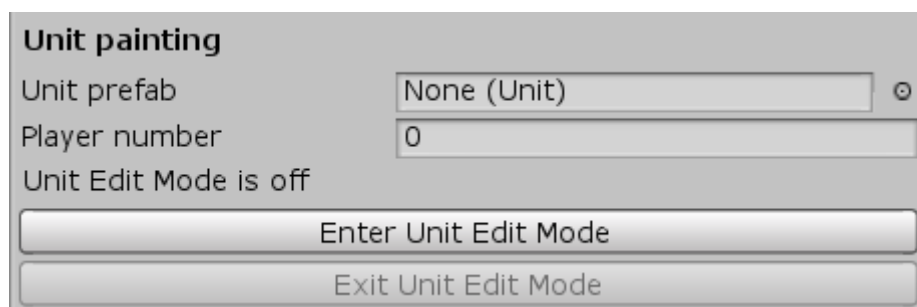 Unit painting
Unit prefab None (Unit)
Player number 0
Unit Edit Mode is off
Enter Unit Edit Mode
Exit Unit Edit Mode